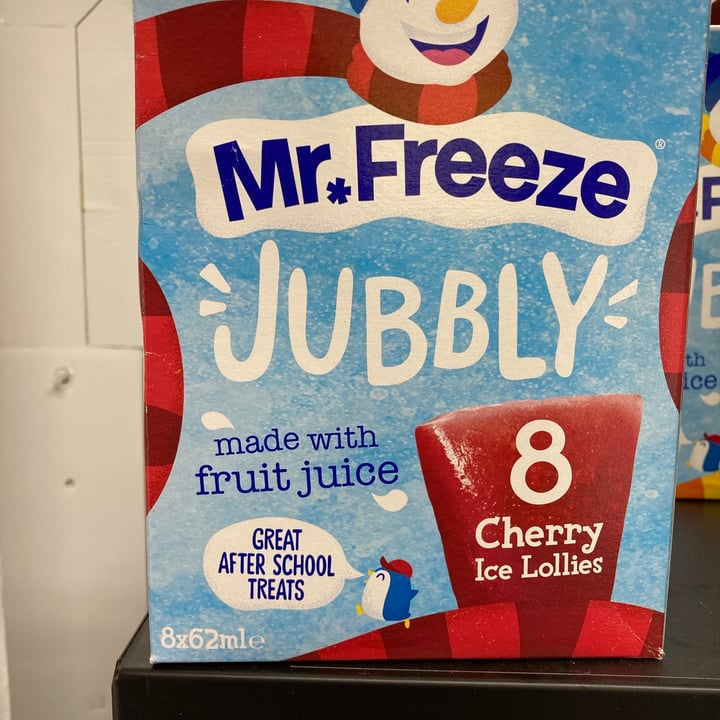 Mr.Freeze®
JUBBLY
made with
fruit juice
8
Cherry
Ice Lollies
GREAT
AFTER SCHOOL
TREATS
8x62ml℮